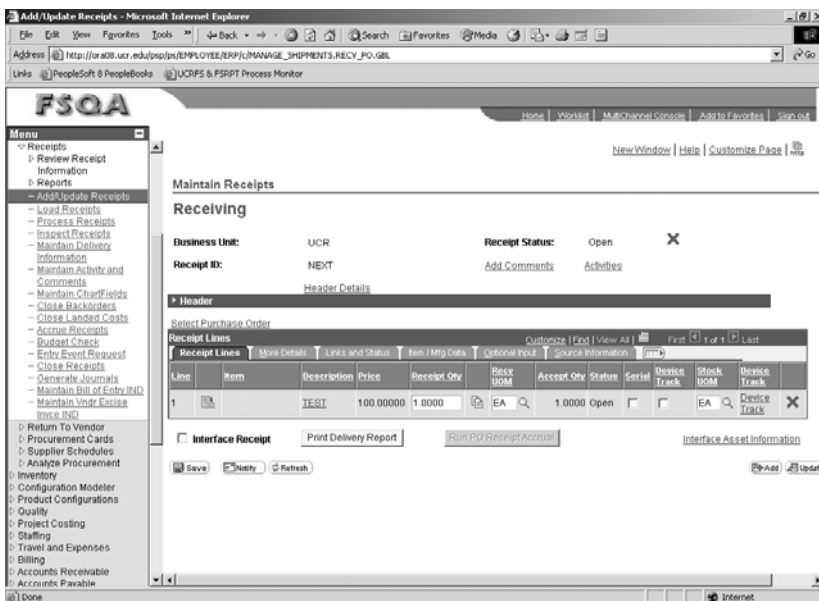 Add/Update Receipts - Microsoft Internet Explorer
File Edit View Favorites Tools » Back Search Favorites Media
Address http://ora08.ucr.edu/psp/ps/EMPLOYEE/ERP/c/MANAGE_SHIPMENTS.RECV_PO.GBL Go
Links PeopleSoft 8 PeopleBooks UCRFS & FSRPT Process Monitor
FSQA
Home Worklist MultiChannel Console Add to Favorites Sign out
Menu
Receipts
Review Receipt
Information
Reports
Add/Update Receipts
Load Receipts
Process Receipts
Inspect Receipts
Maintain Delivery
Information
Maintain Activity and
Comments
Maintain ChartFields
Close Backorders
Close Landed Costs
Accrue Receipts
Budget Check
Entry Event Request
Close Receipts
Generate Journals
Maintain Bill of Entry IND
Maintain Vndr Excise
Invce IND
Return To Vendor
Procurement Cards
Supplier Schedules
Analyze Procurement
Inventory
Configuration Modeler
Product Configurations
Quality
Project Costing
Staffing
Travel and Expenses
Billing
Accounts Receivable
Accounts Payable
New Window | Help | Customize Page | http
Maintain Receipts
Receiving
Business Unit: UCR Receipt Status: Open
Receipt ID: NEXT Add Comments Activities
Header Details
Header
Select Purchase Order
Receipt Lines Customize | Find | View All | First 1 of 1 Last
Receipt Lines More Details Links and Status Item / Mfg Data Optional Input Source Information
Line Item Description Price Receipt Qty Recv UOM Accept Qty Status Serial Device Track Stock UOM Device Track
1 TEST 100.00000 1.0000 EA 1.0000 Open EA Device Track
Interface Receipt Print Delivery Report Run PO Receipt Accrual Interface Asset Information
Save Notify Refresh Add Updat
Done Internet